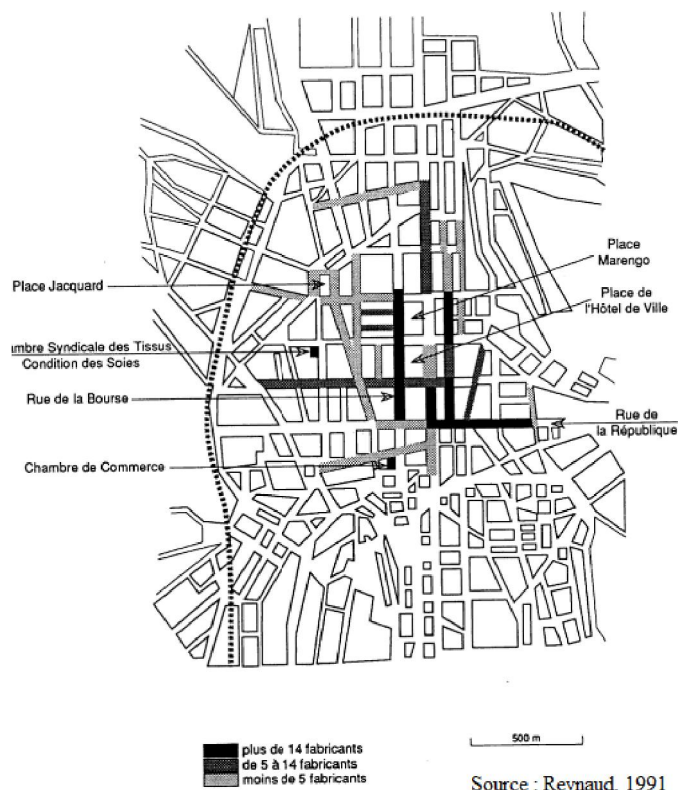 Place
Marengo
Place Jacquard
Place de
l'Hôtel de Ville
ambre Syndicale des Tissus
Condition des Soies
Rue de la Bourse
Rue de
la République
Chambre de Commerce
500 m
plus de 14 fabricants
de 5 à 14 fabricants
moins de 5 fabricants
Source : Reynaud, 1991